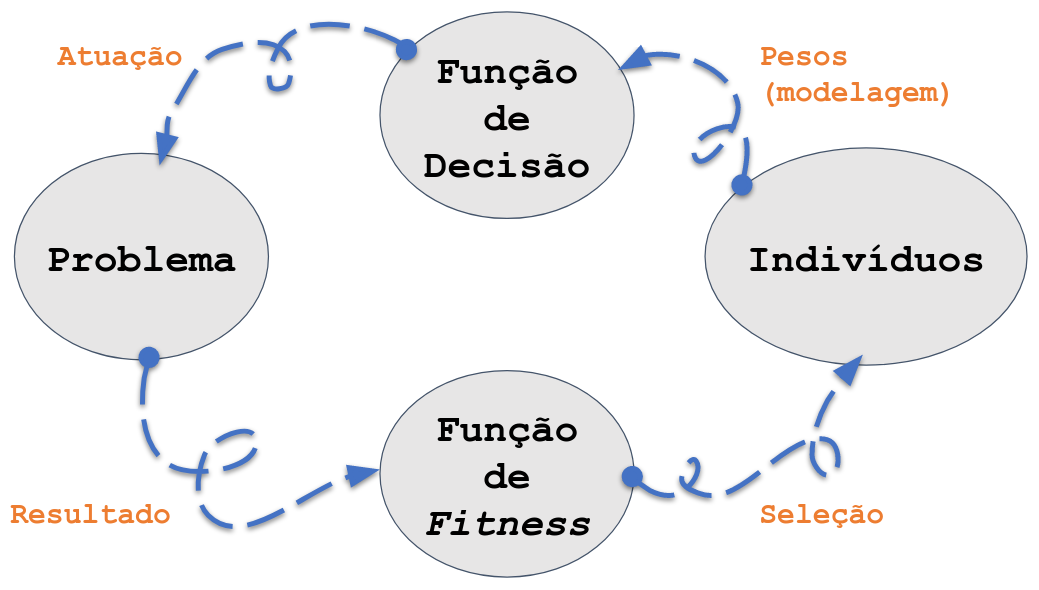 Atuação
Função
de
Decisão
Pesos
(modelagem)
Problema
Indivíduos
Função
de
Fitness
Resultado
Seleção